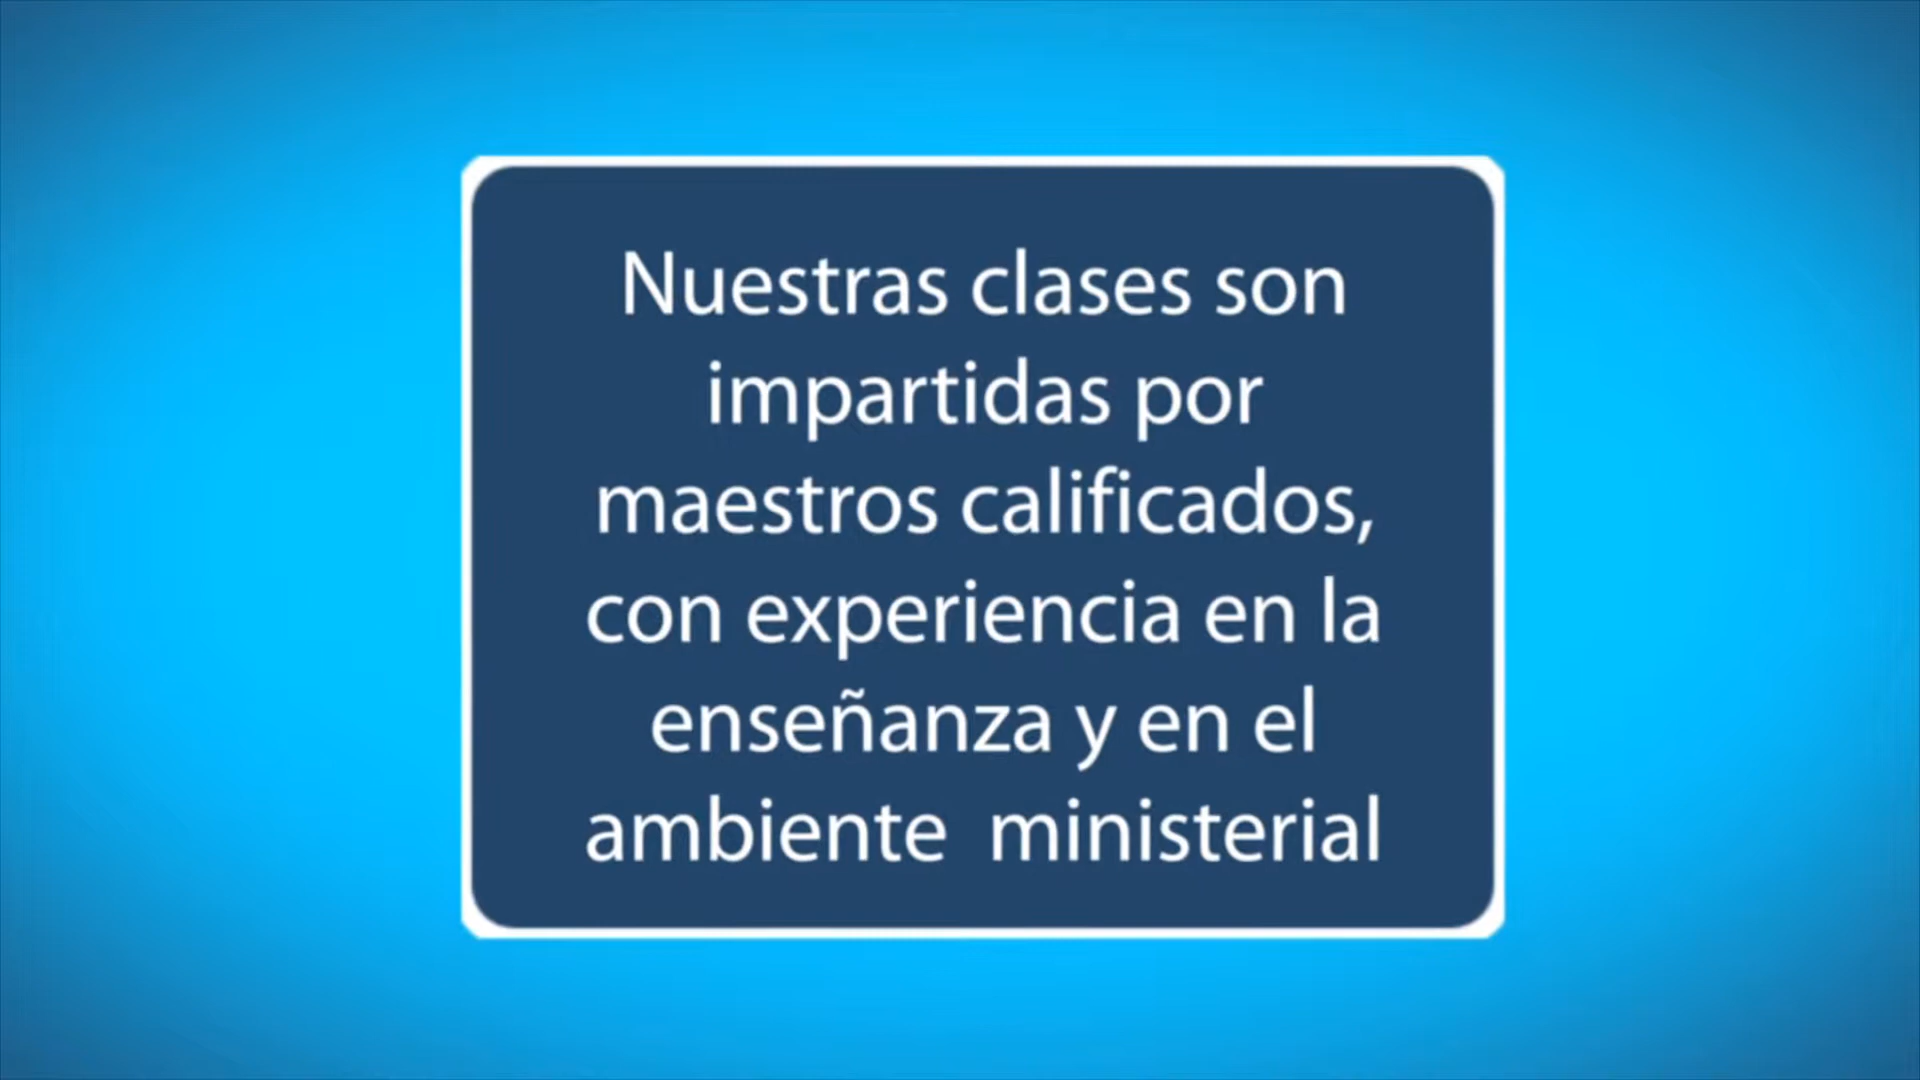 Nuestras clases son
impartidas por
maestros calificados,
con experiencia en la
enseñanza y en el
ambiente  ministerial